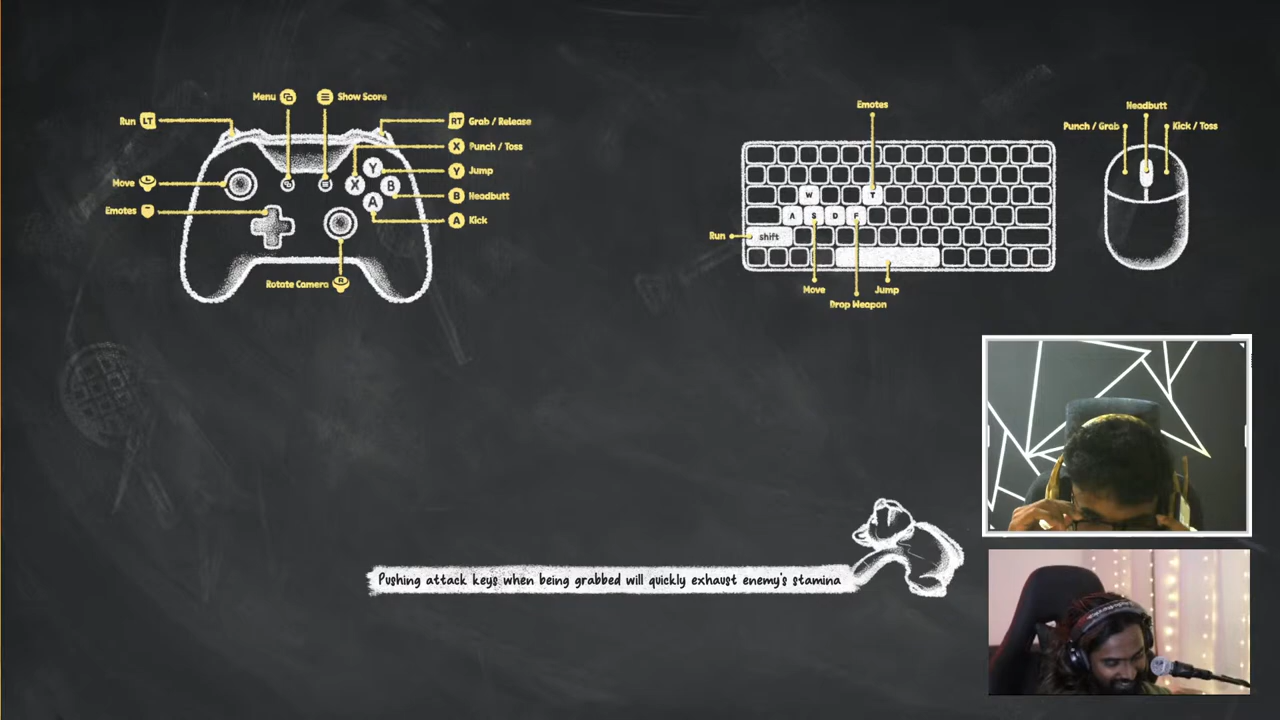 Menu
Show Score
Run LT
RT Grab / Release
X Punch / Toss
Y Jump
Move L
B Headbutt
Emotes
A Kick
Y
X B
A
Rotate Camera R
Emotes
W T
A S D F
Run shift
Move
Jump
Drop Weapon
Headbutt
Punch / Grab
Kick / Toss
Pushing attack keys when being grabbed will quickly exhaust enemy's stamina